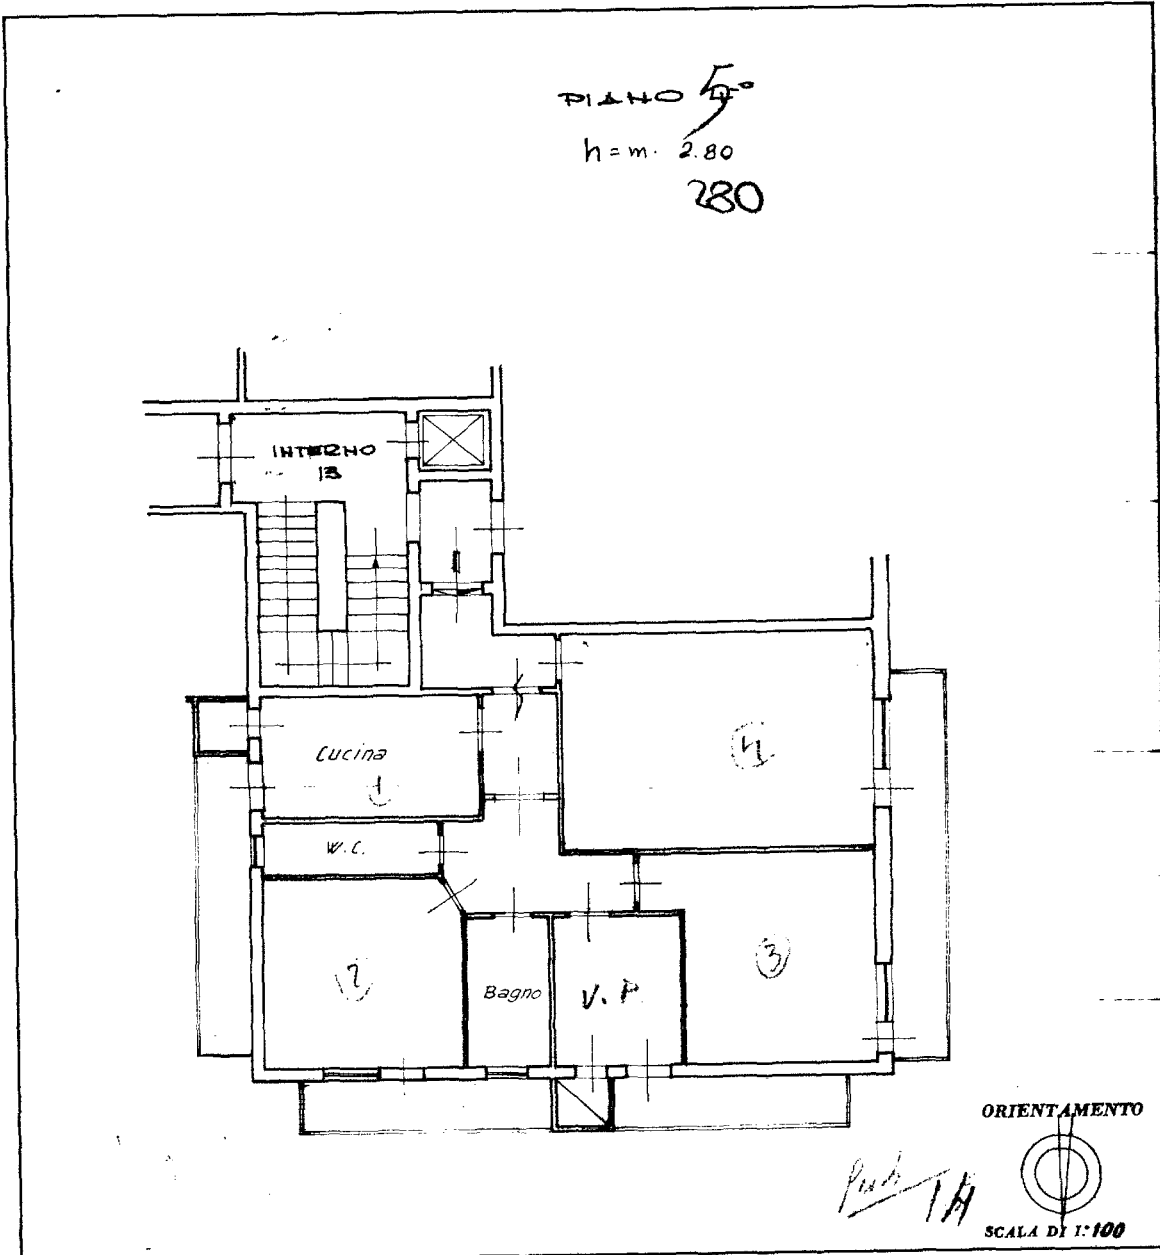 PIANO 5°
h = m. 2.80
280
INTERNO
13
I
Cucina
1
W.C.
4
2
Bagno
V. P.
3
ORIENTAMENTO
SCALA DI 1:100